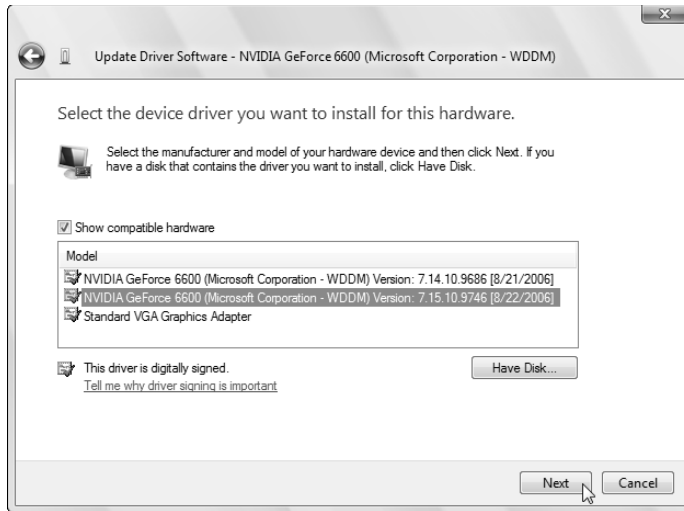 Update Driver Software - NVIDIA GeForce 6600 (Microsoft Corporation - WDDM)
Select the device driver you want to install for this hardware.
Select the manufacturer and model of your hardware device and then click Next. If you
have a disk that contains the driver you want to install, click Have Disk.
Show compatible hardware
Model
NVIDIA GeForce 6600 (Microsoft Corporation - WDDM) Version: 7.14.10.9686 [8/21/2006]
NVIDIA GeForce 6600 (Microsoft Corporation - WDDM) Version: 7.15.10.9746 [8/22/2006]
Standard VGA Graphics Adapter
This driver is digitally signed.
Have Disk...
Tell me why driver signing is important
Next
Cancel